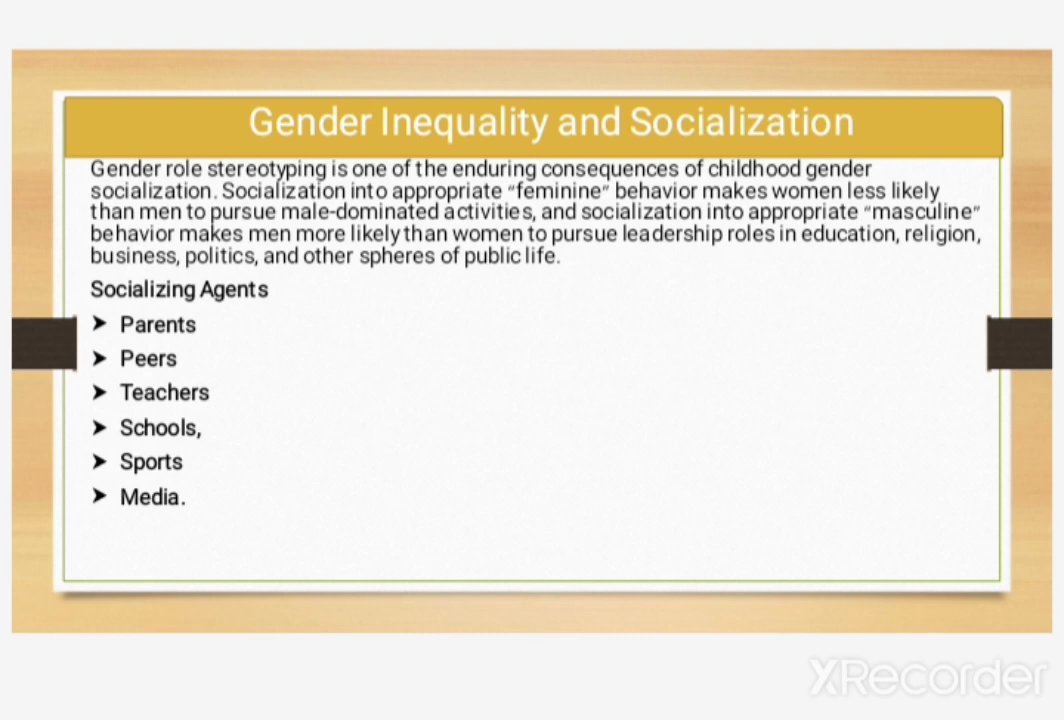 Gender Inequality and Socialization
Gender role stereotyping is one of the enduring consequences of childhood gender
socialization. Socialization into appropriate “feminine” behavior makes women less likely
than men to pursue male-dominated activities, and socialization into appropriate “masculine”
behavior makes men more likely than women to pursue leadership roles in education, religion,
business, politics, and other spheres of public life.
Socializing Agents
➤ Parents
➤ Peers
➤ Teachers
➤ Schools,
➤ Sports
➤ Media.
XRecorder